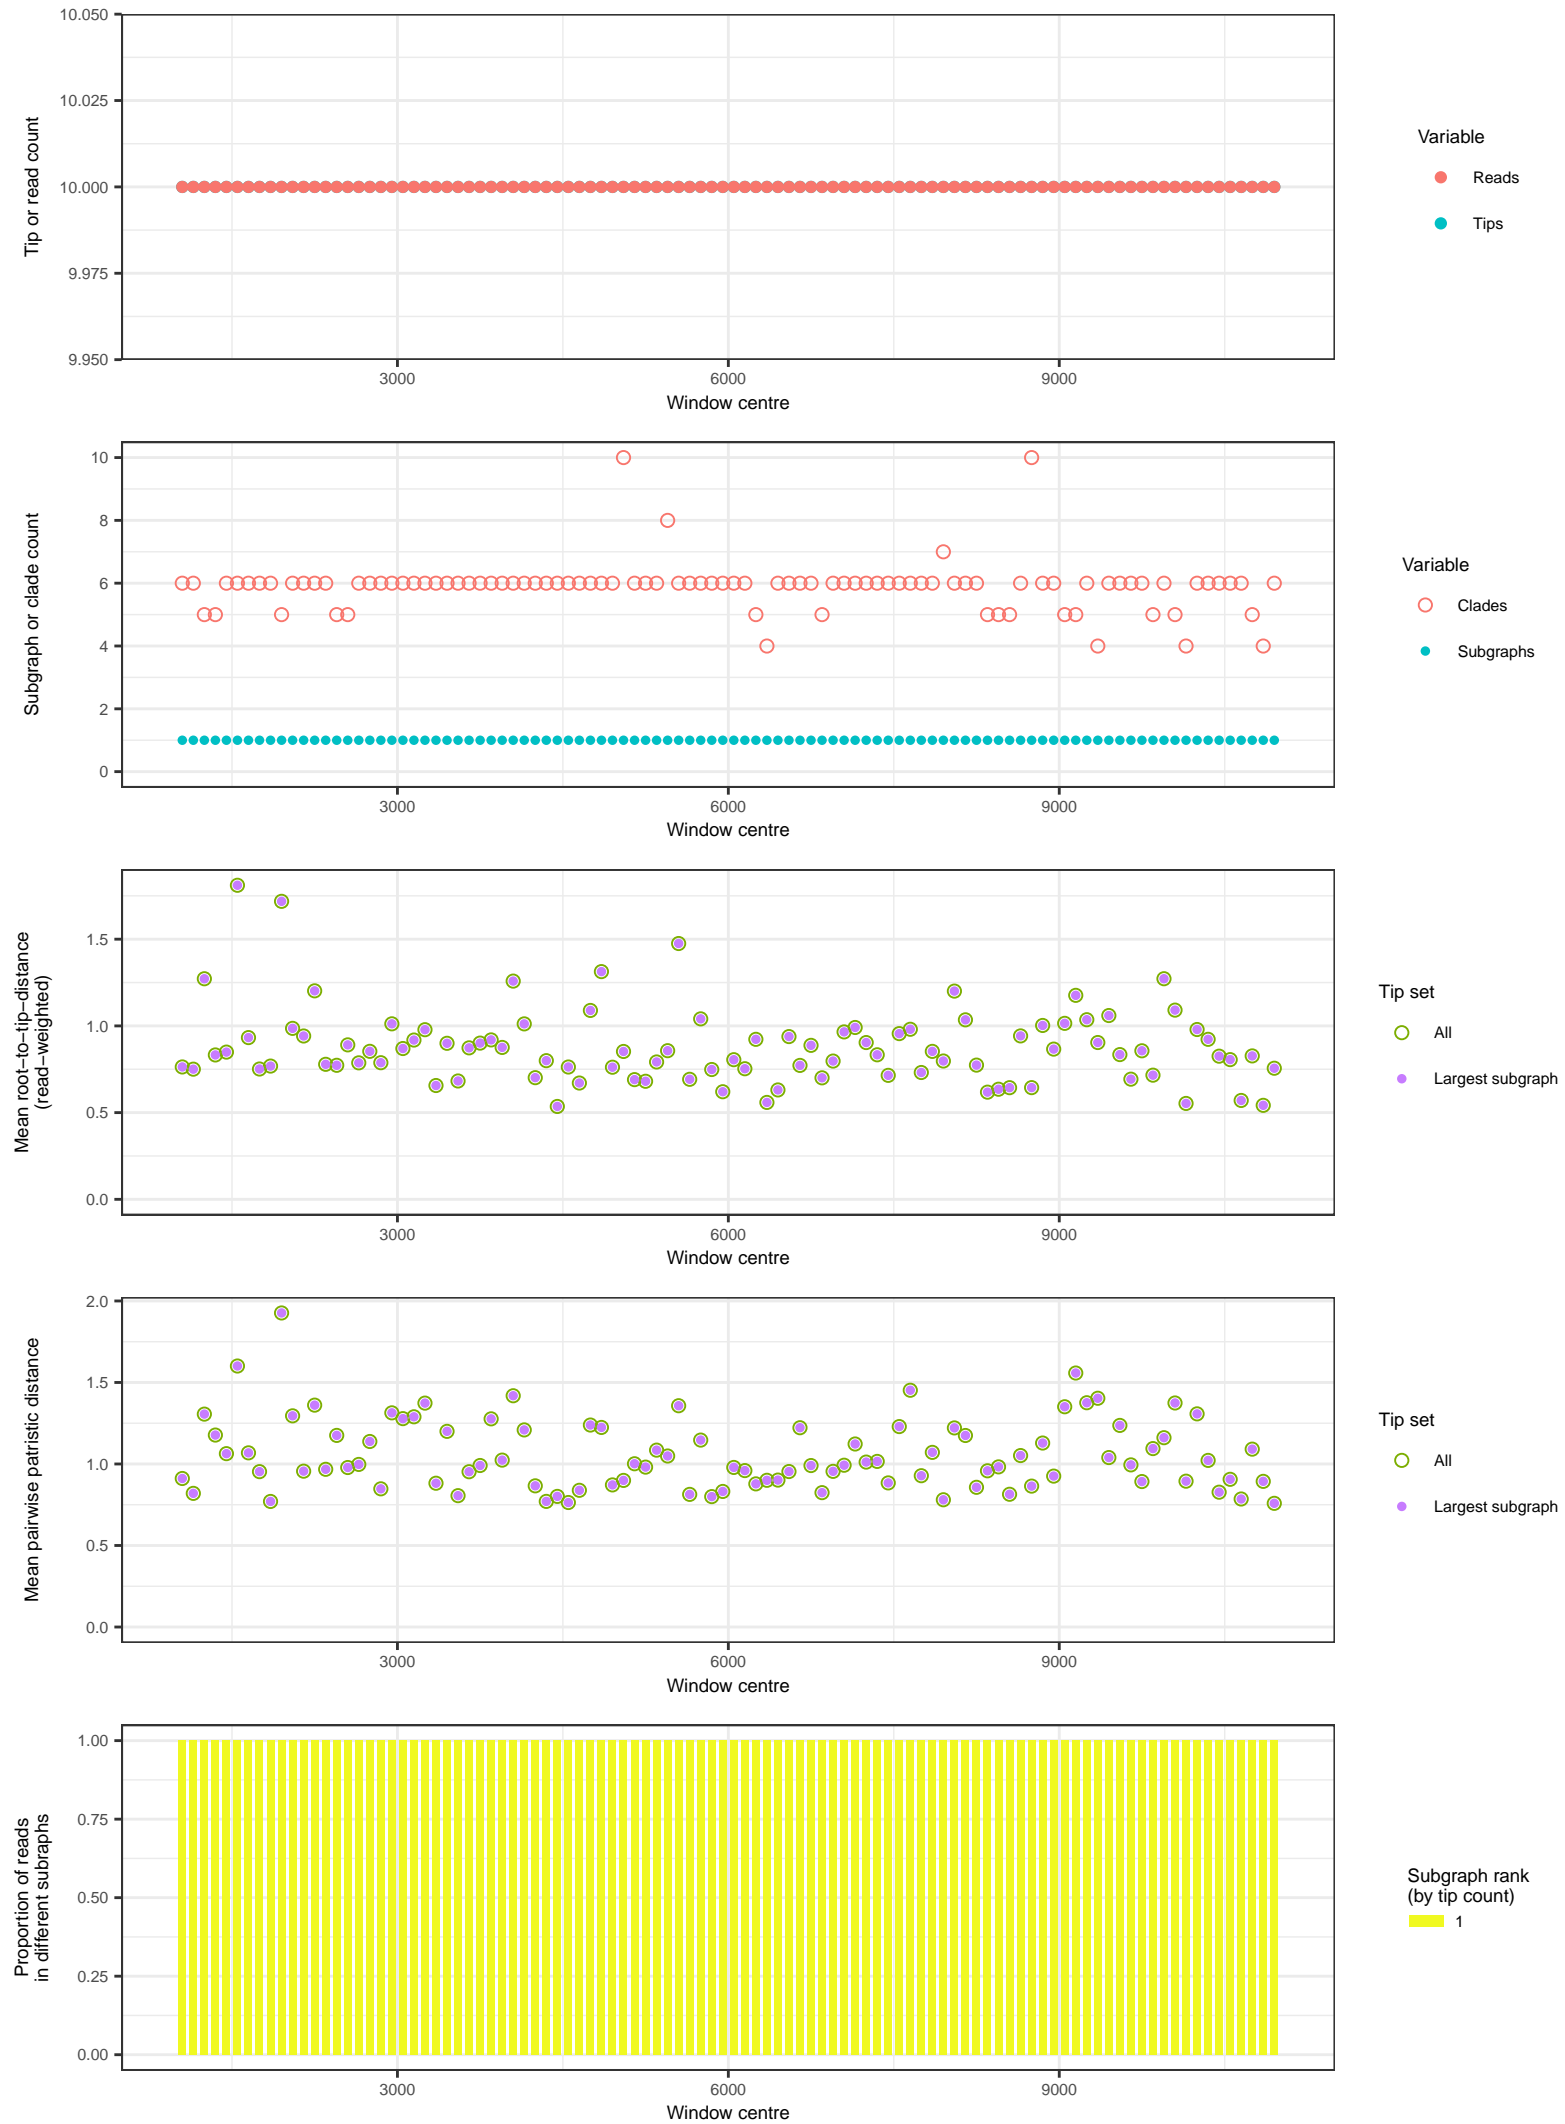 10.050
10.025
10.000
9.975
9.950
Tip or read count
3000 6000 9000
Window centre
Variable
Reads
Tips
10
8
6
4
2
0
Subgraph or clade count
3000 6000 9000
Window centre
Variable
Clades
Subgraphs
1.5
1.0
0.5
0.0
Mean root−to−tip−distance
(read−weighted)
3000 6000 9000
Window centre
Tip set
All
Largest subgraph
2.0
1.5
1.0
0.5
0.0
Mean pairwise patristic distance
3000 6000 9000
Window centre
Tip set
All
Largest subgraph
1.00
0.75
0.50
0.25
0.00
Proportion of reads
in different subraphs
3000 6000 9000
Window centre
Subgraph rank
(by tip count)
1